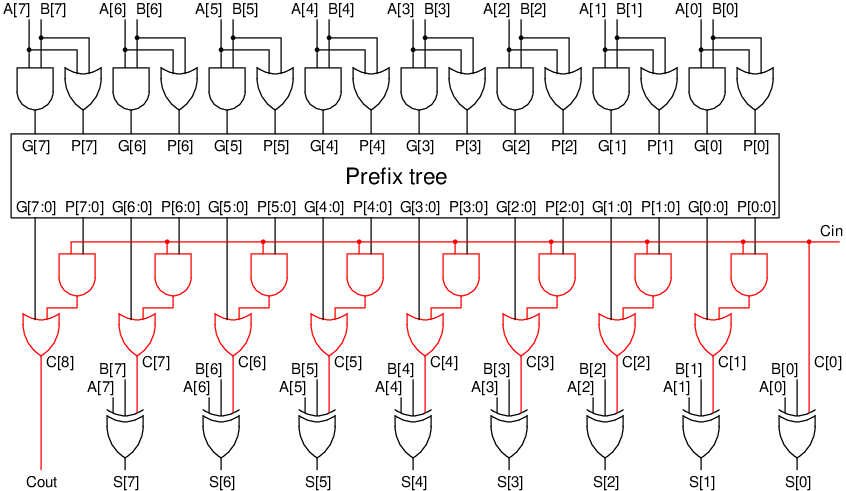 A[7] B[7] A[6] B[6] A[5] B[5] A[4] B[4] A[3] B[3] A[2] B[2] A[1] B[1] A[0] B[0]
G[7] P[7] G[6] P[6] G[5] P[5] G[4] P[4] G[3] P[3] G[2] P[2] G[1] P[1] G[0] P[0]
Prefix tree
G[7:0] P[7:0] G[6:0] P[6:0] G[5:0] P[5:0] G[4:0] P[4:0] G[3:0] P[3:0] G[2:0] P[2:0] G[1:0] P[1:0] G[0:0] P[0:0]
Cin
C[8] C[7] C[6] C[5] C[4] C[3] C[2] C[1] C[0]
B[7] B[6] B[5] B[4] B[3] B[2] B[1] B[0]
A[7] A[6] A[5] A[4] A[3] A[2] A[1] A[0]
Cout S[7] S[6] S[5] S[4] S[3] S[2] S[1] S[0]